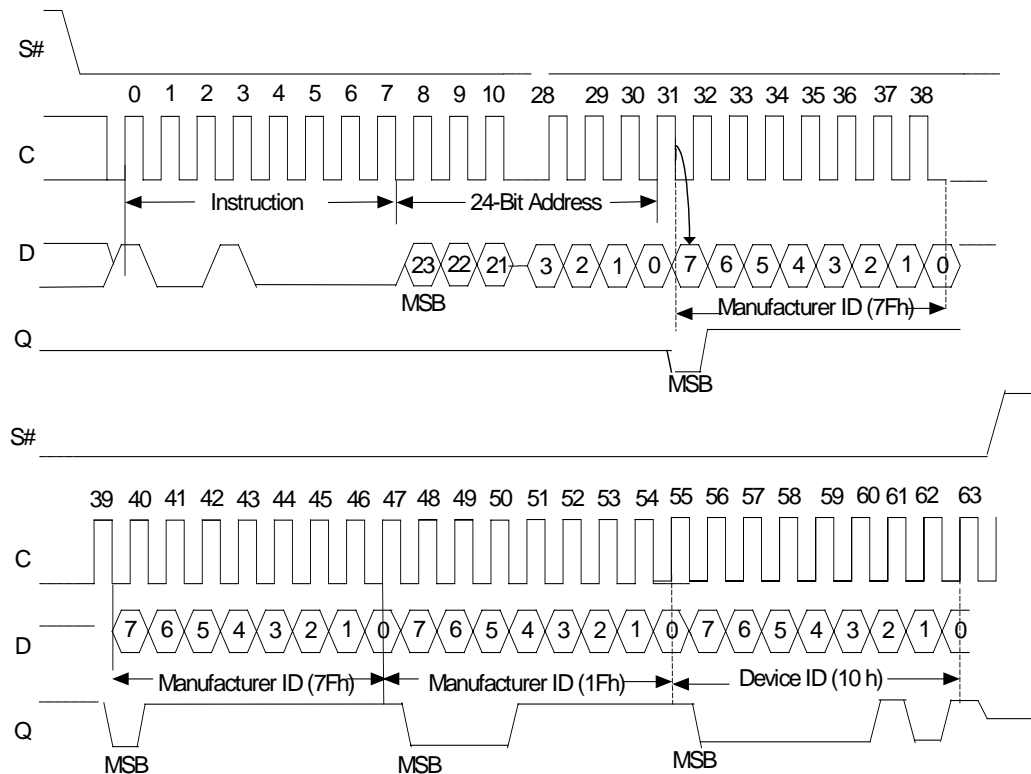 S#
0 1 2 3 4 5 6 7 8 9 10 28 29 30 31 32 33 34 35 36 37 38
C
Instruction 24-Bit Address
D
23 22 21 3 2 1 0 7 6 5 4 3 2 1 0
MSB Manufacturer ID (7Fh)
Q
MSB
S#
39 40 41 42 43 44 45 46 47 48 49 50 51 52 53 54 55 56 57 58 59 60 61 62 63
C
D
7 6 5 4 3 2 1 0 7 6 5 4 3 2 1 0 7 6 5 4 3 2 1 0
Manufacturer ID (7Fh) Manufacturer ID (1Fh) Device ID (10 h)
Q
MSB MSB MSB